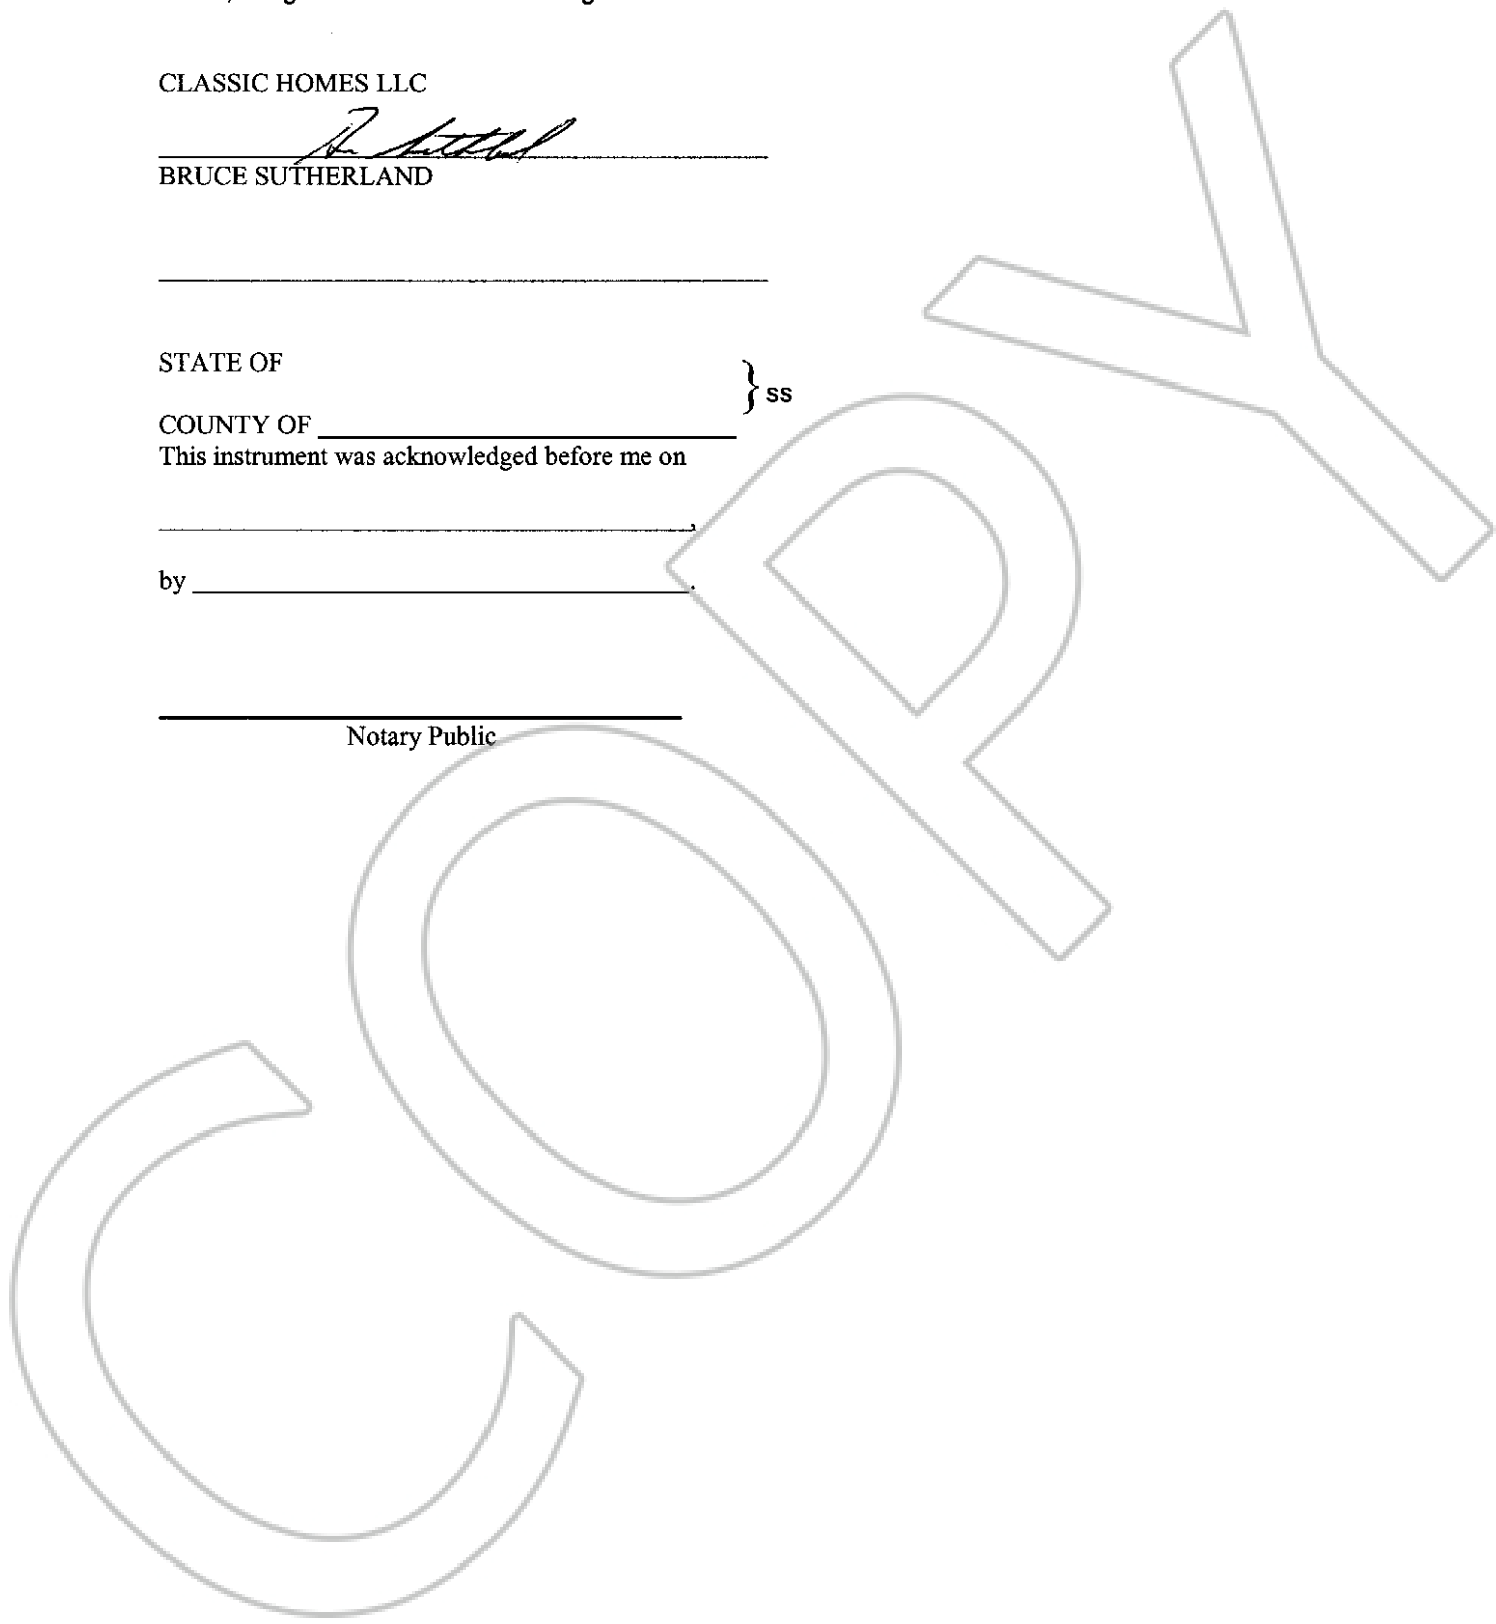 CLASSIC HOMES LLC
BRUCE SUTHERLAND
STATE OF
} ss
COUNTY OF
This instrument was acknowledged before me on
,
by .
Notary Public
COPY